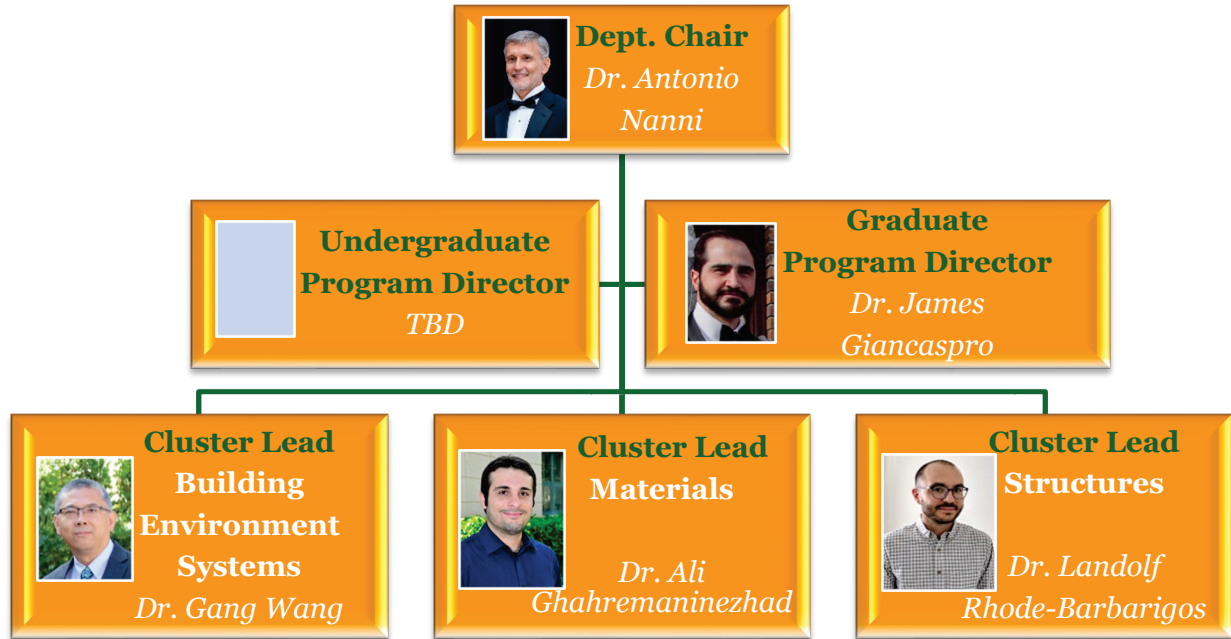 Dept. Chair
Dr. Antonio
Nanni
Undergraduate
Program Director
TBD
Graduate
Program Director
Dr. James
Giancaspro
Cluster Lead
Building
Environment
Systems
Dr. Gang Wang
Cluster Lead
Materials
Dr. Ali
Ghahremaninezhad
Cluster Lead
Structures
Dr. Landolf
Rhode-Barbarigos